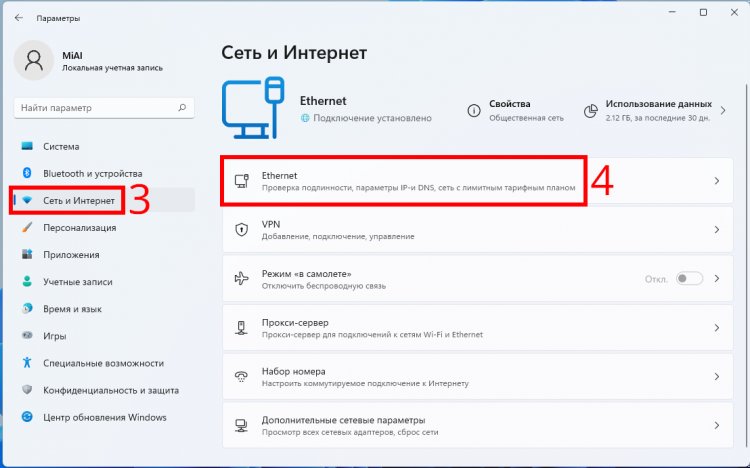 Параметры
MiAl
Локальная учетная запись
Найти параметр
Система
Bluetooth и устройства
Сеть и Интернет
3
Персонализация
Приложения
Учетные записи
Время и язык
Игры
Специальные возможности
Конфиденциальность и защита
Центр обновления Windows
Сеть и Интернет
Ethernet
Подключение установлено
Свойства
Общественная сеть
Использование данных
2.12 ГБ, за последние 30 дн.
Ethernet
Проверка подлинности, параметры IP-и DNS, сеть с лимитным тарифным планом
4
VPN
Добавление, подключение, управление
Режим «в самолете»
Отключить беспроводную связь
Откл.
Прокси-сервер
Прокси-сервер для подключений к сетям Wi-Fi и Ethernet
Набор номера
Настроить коммутируемое подключение к Интернету
Дополнительные сетевые параметры
Просмотр всех сетевых адаптеров, сброс сети